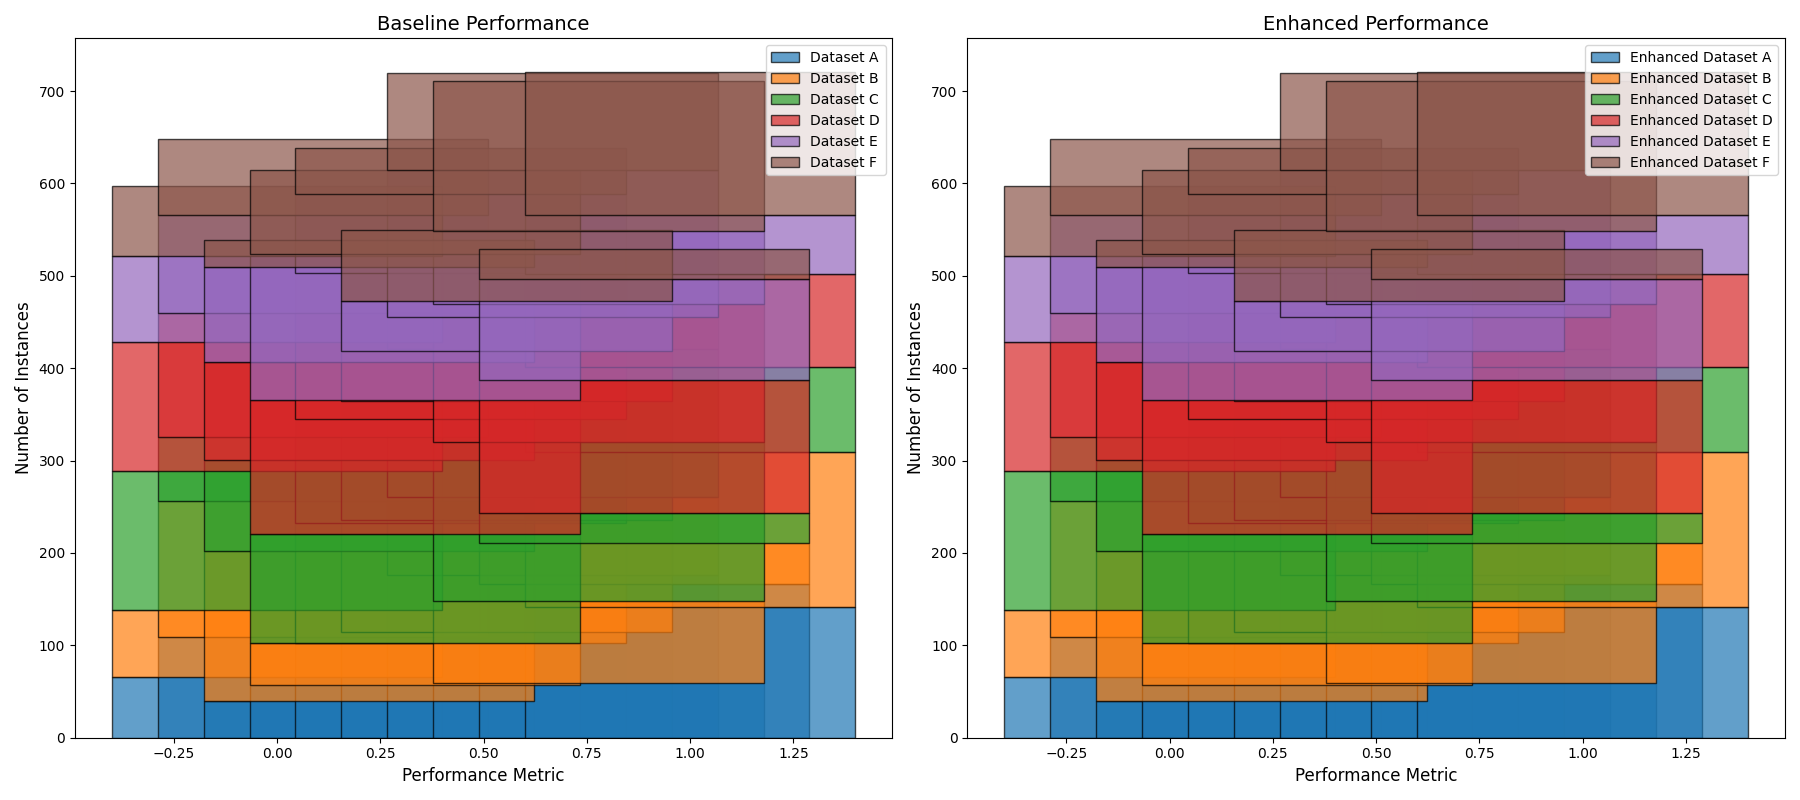 Baseline Performance
Number of Instances
700
600
500
400
300
200
100
0
−0.25
0.00
0.25
0.50
0.75
1.00
1.25
Performance Metric
Dataset A
Dataset B
Dataset C
Dataset D
Dataset E
Dataset F
Enhanced Performance
Number of Instances
700
600
500
400
300
200
100
0
−0.25
0.00
0.25
0.50
0.75
1.00
1.25
Performance Metric
Enhanced Dataset A
Enhanced Dataset B
Enhanced Dataset C
Enhanced Dataset D
Enhanced Dataset E
Enhanced Dataset F